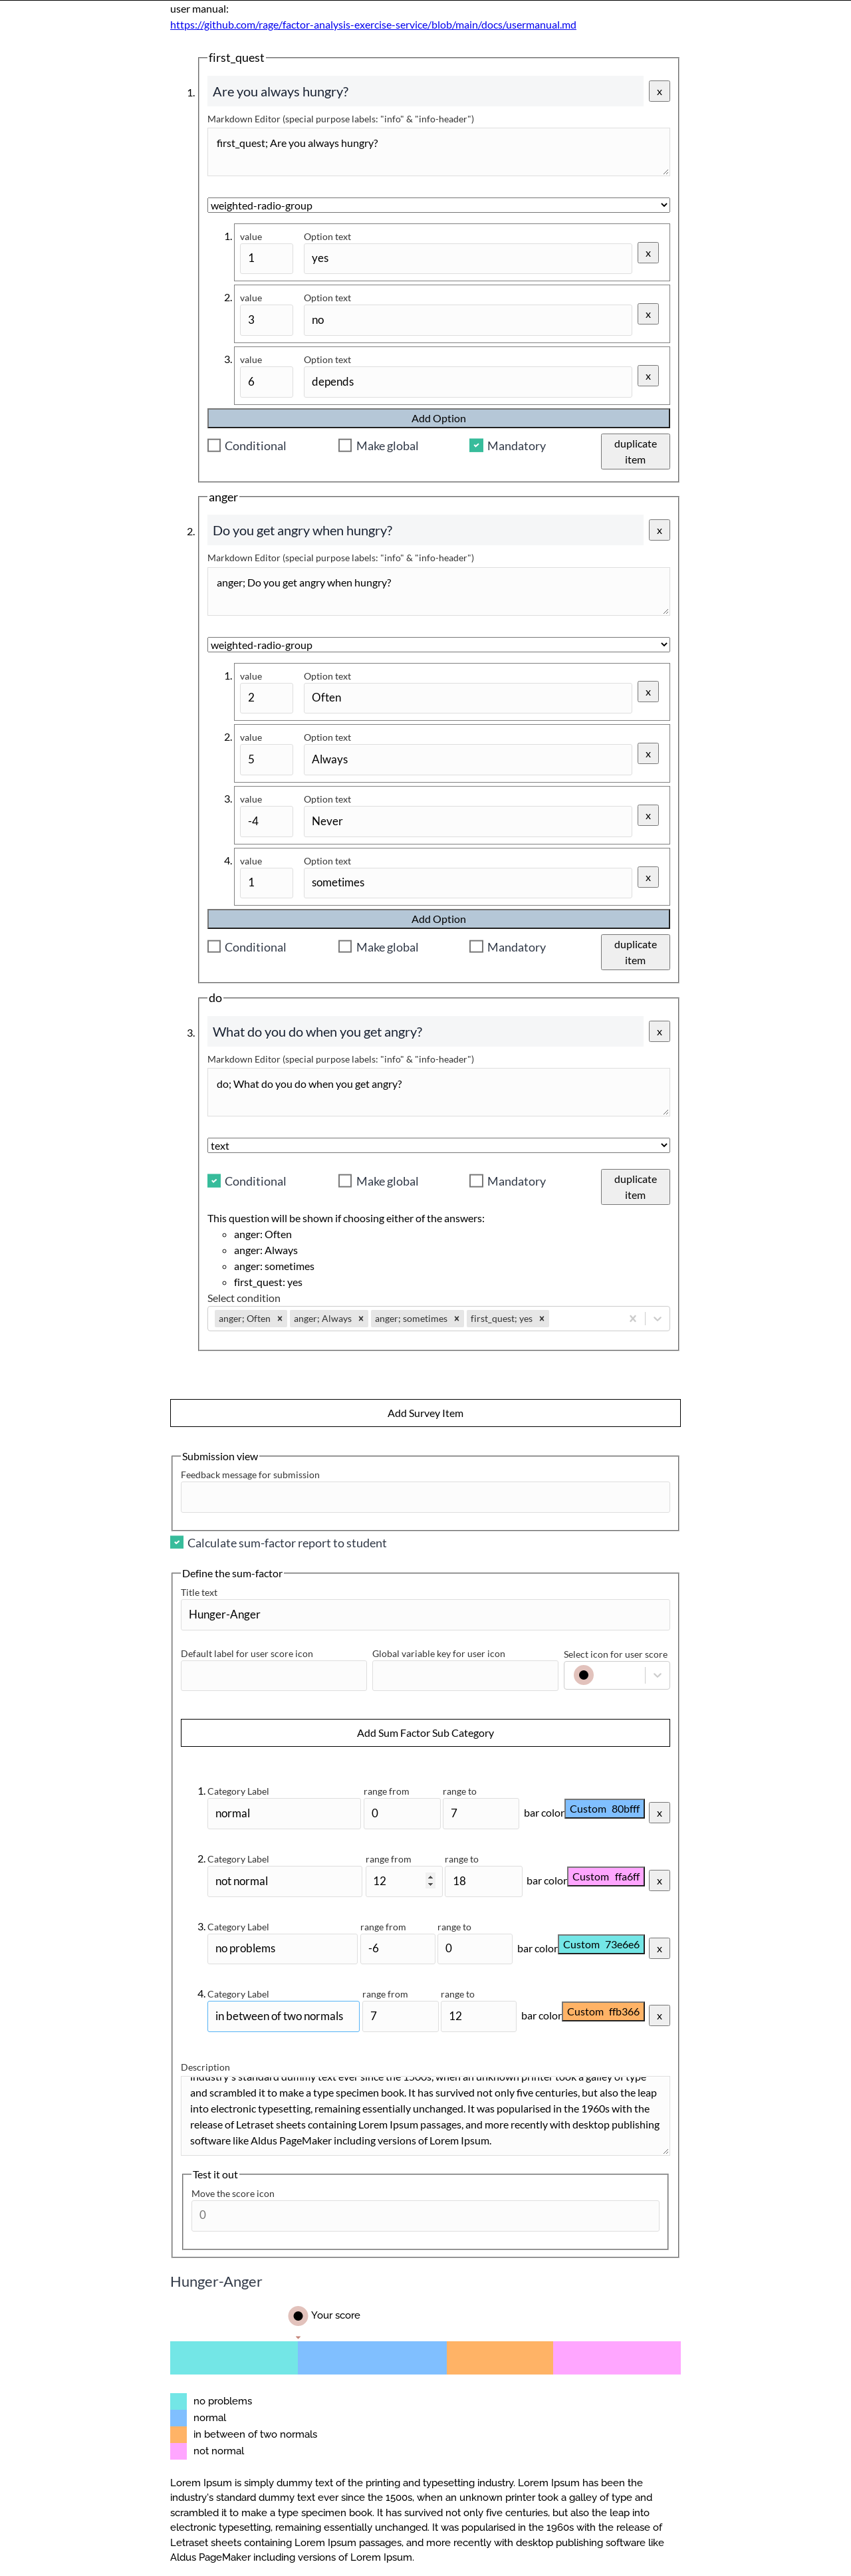 user manual:
https://github.com/rage/factor-analysis-exercise-service/blob/main/docs/usermanual.md
first_quest
1.
Are you always hungry?
x
Markdown Editor (special purpose labels: "info" & "info-header")
first_quest; Are you always hungry?
weighted-radio-group
1. value Option text
1 yes x
2. value Option text
3 no x
3. value Option text
6 depends x
Add Option
Conditional Make global Mandatory duplicate item
anger
2.
Do you get angry when hungry?
x
Markdown Editor (special purpose labels: "info" & "info-header")
anger; Do you get angry when hungry?
weighted-radio-group
1. value Option text
2 Often x
2. value Option text
5 Always x
3. value Option text
-4 Never x
4. value Option text
1 sometimes x
Add Option
Conditional Make global Mandatory duplicate item
do
3.
What do you do when you get angry?
x
Markdown Editor (special purpose labels: "info" & "info-header")
do; What do you do when you get angry?
text
Conditional Make global Mandatory duplicate item
This question will be shown if choosing either of the answers:
anger: Often
anger: Always
anger: sometimes
first_quest: yes
Select condition
anger; Often x anger; Always x anger; sometimes x first_quest; yes x
Add Survey Item
Submission view
Feedback message for submission
Calculate sum-factor report to student
Define the sum-factor
Title text
Hunger-Anger
Default label for user score icon Global variable key for user icon Select icon for user score
Add Sum Factor Sub Category
1. Category Label range from range to
normal 0 7 bar color Custom 80bfff x
2. Category Label range from range to
not normal 12 18 bar color Custom ffa6ff x
3. Category Label range from range to
no problems -6 0 bar color Custom 73e6e6 x
4. Category Label range from range to
in between of two normals 7 12 bar color Custom ffb366 x
Description
industry's standard dummy text ever since the 1500s, when an unknown printer took a galley of type
and scrambled it to make a type specimen book. It has survived not only five centuries, but also the leap
into electronic typesetting, remaining essentially unchanged. It was popularised in the 1960s with the
release of Letraset sheets containing Lorem Ipsum passages, and more recently with desktop publishing
software like Aldus PageMaker including versions of Lorem Ipsum.
Test it out
Move the score icon
0
Hunger-Anger
Your score
no problems
normal
in between of two normals
not normal
Lorem Ipsum is simply dummy text of the printing and typesetting industry. Lorem Ipsum has been the
industry's standard dummy text ever since the 1500s, when an unknown printer took a galley of type and
scrambled it to make a type specimen book. It has survived not only five centuries, but also the leap into
electronic typesetting, remaining essentially unchanged. It was popularised in the 1960s with the release of
Letraset sheets containing Lorem Ipsum passages, and more recently with desktop publishing software like
Aldus PageMaker including versions of Lorem Ipsum.